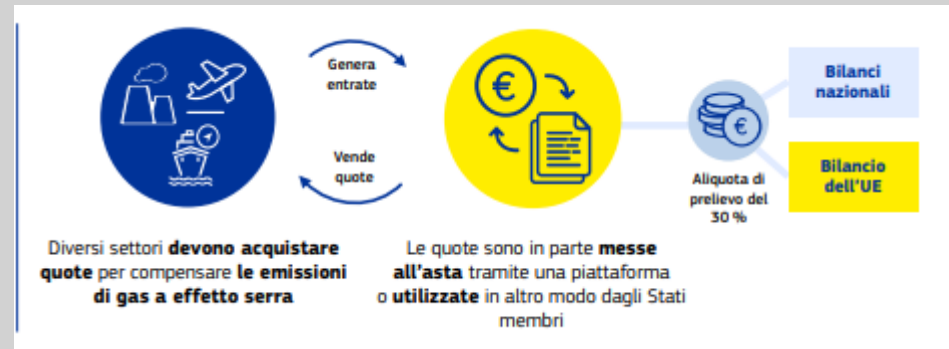 Genera
entrate
Vende
quote
€
€
Aliquota di
prelievo del
30 %
Bilanci
nazionali
Bilancio
dell'UE
Diversi settori devono acquistare
quote per compensare le emissioni
di gas a effetto serra
Le quote sono in parte messe
all'asta tramite una piattaforma
o utilizzate in altro modo dagli Stati
membri